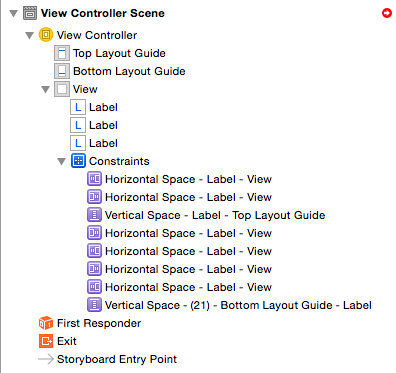 View Controller Scene
View Controller
Top Layout Guide
Bottom Layout Guide
View
L Label
L Label
L Label
Constraints
Horizontal Space - Label - View
Horizontal Space - Label - View
Vertical Space - Label - Top Layout Guide
Horizontal Space - Label - View
Horizontal Space - Label - View
Horizontal Space - Label - View
Horizontal Space - Label - View
Vertical Space - (21) - Bottom Layout Guide - Label
First Responder
Exit
Storyboard Entry Point